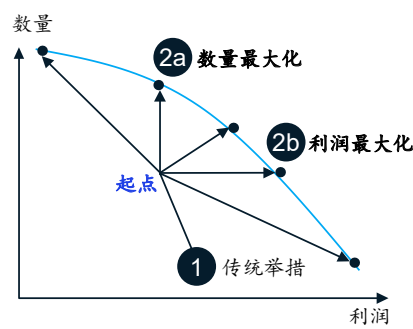 数量
2a 数量最大化
2b 利润最大化
起点
1 传统举措
利润